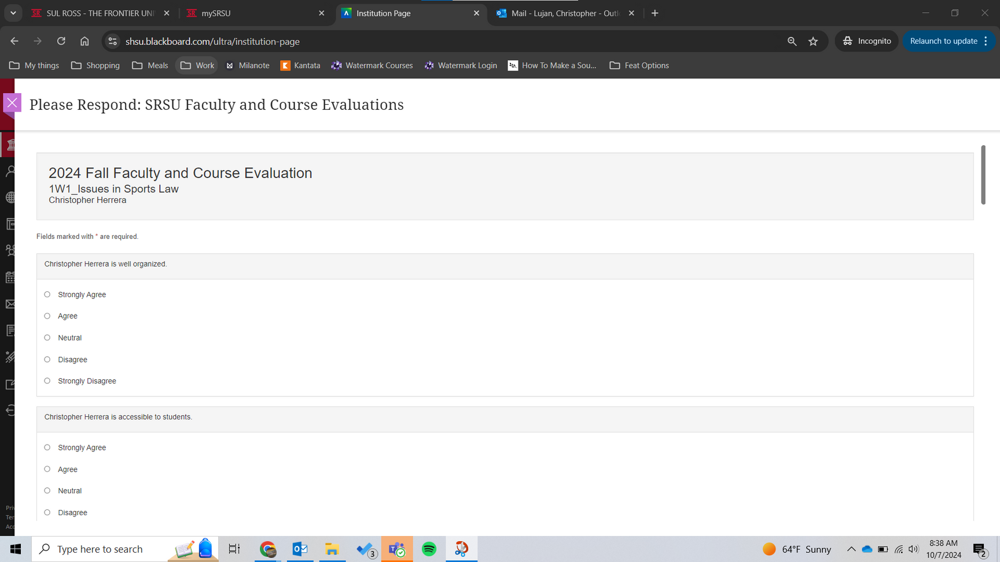 SUL ROSS - THE FRONTIER UNI
mySRSU
Institution Page
Mail - Lujan, Christopher - Outl
shsu.blackboard.com/ultra/institution-page
Incognito
Relaunch to update
My things
Shopping
Meals
Work
Milanote
Kantata
Watermark Courses
Watermark Login
How To Make a Sou...
Feat Options
Please Respond: SRSU Faculty and Course Evaluations
2024 Fall Faculty and Course Evaluation
1W1_Issues in Sports Law
Christopher Herrera
Fields marked with * are required.
Christopher Herrera is well organized.
Strongly Agree
Agree
Neutral
Disagree
Strongly Disagree
Christopher Herrera is accessible to students.
Strongly Agree
Agree
Neutral
Disagree
Pri
Ter
Acc
Type here to search
3
64°F Sunny
8:38 AM
10/7/2024
2